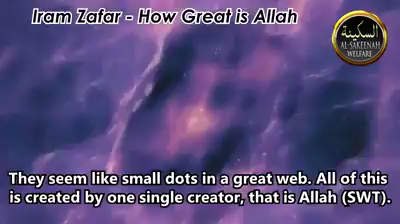 Iram Zafar - How Great is Allah
السكينة
AL-SAKEENAH
WELFARE
They seem like small dots in a great web. All of this
is created by one single creator, that is Allah (SWT).